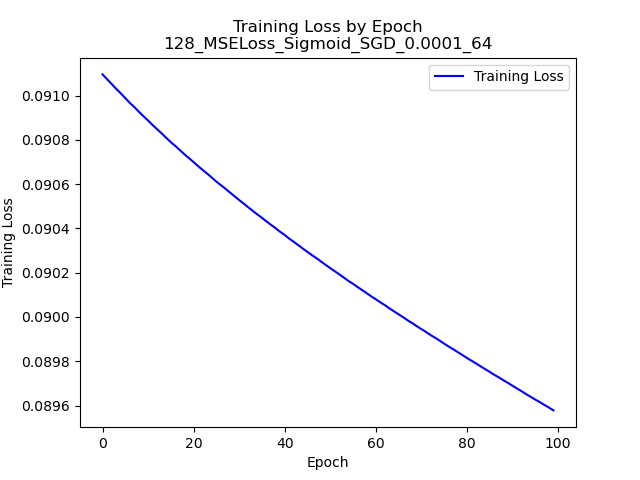 Training Loss by Epoch
128_MSELoss_Sigmoid_SGD_0.0001_64
Training Loss
0.0910
0.0908
0.0906
0.0904
0.0902
0.0900
0.0898
0.0896
Training Loss
0 20 40 60 80 100
Epoch